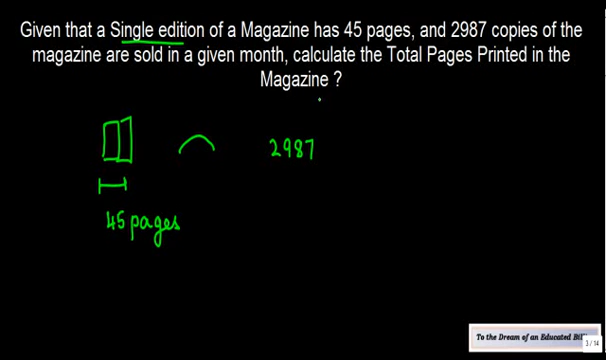 Given that a Single edition of a Magazine has 45 pages, and 2987 copies of the
magazine are sold in a given month, calculate the Total Pages Printed in the
Magazine ?
2987
45 pages
To the Dream of an Educated
3 / 14